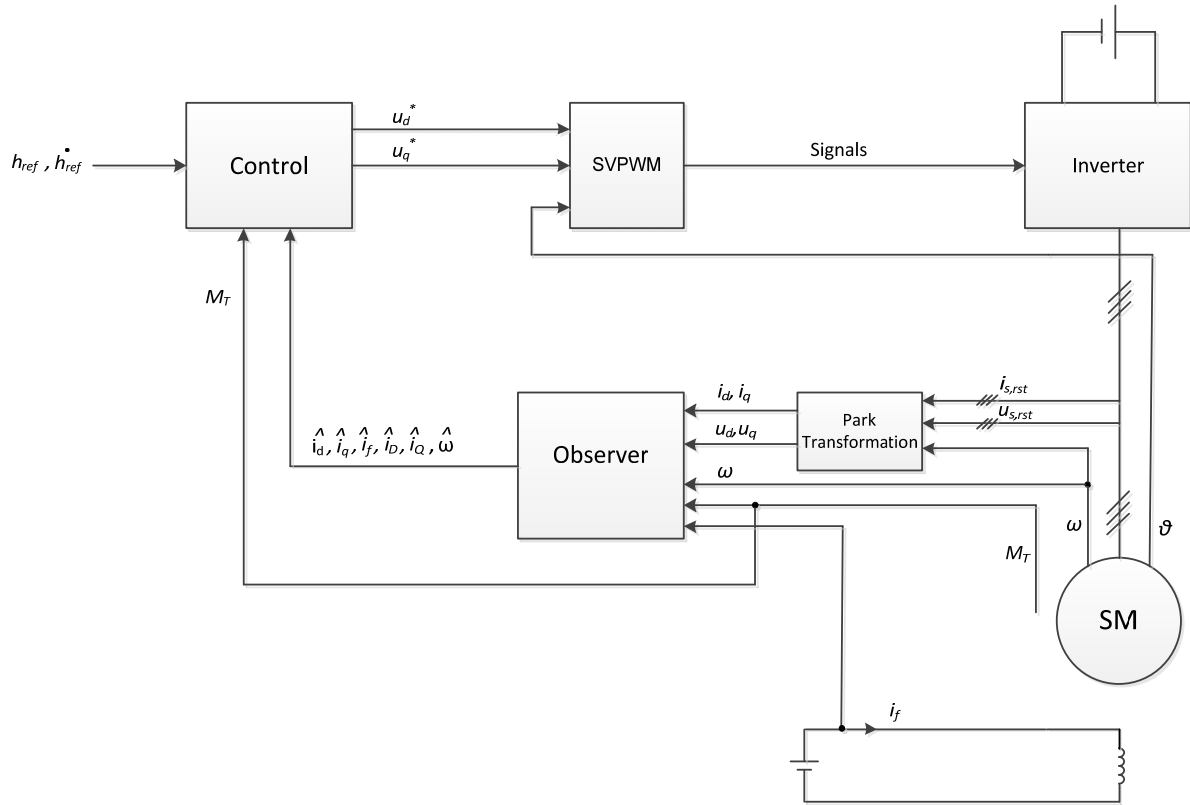 h_ref , ḣ_ref
Control
u_d^*
u_q^*
SVPWM
Signals
Inverter
M_T
i_d, i_q
u_d,u_q
Park
Transformation
i_s,rst
u_s,rst
î_d, î_q, î_f, î_D, î_Q, ω̂
Observer
ω
ω
ϑ
M_T
SM
i_f